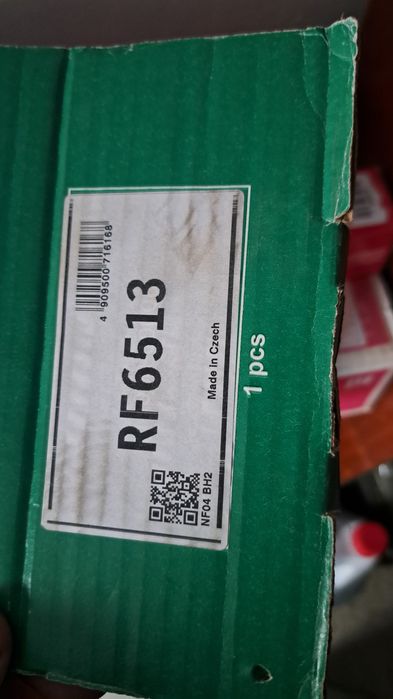 4 909500 716168
RF6513
Made in Czech
NF04 BH2
1 pcs